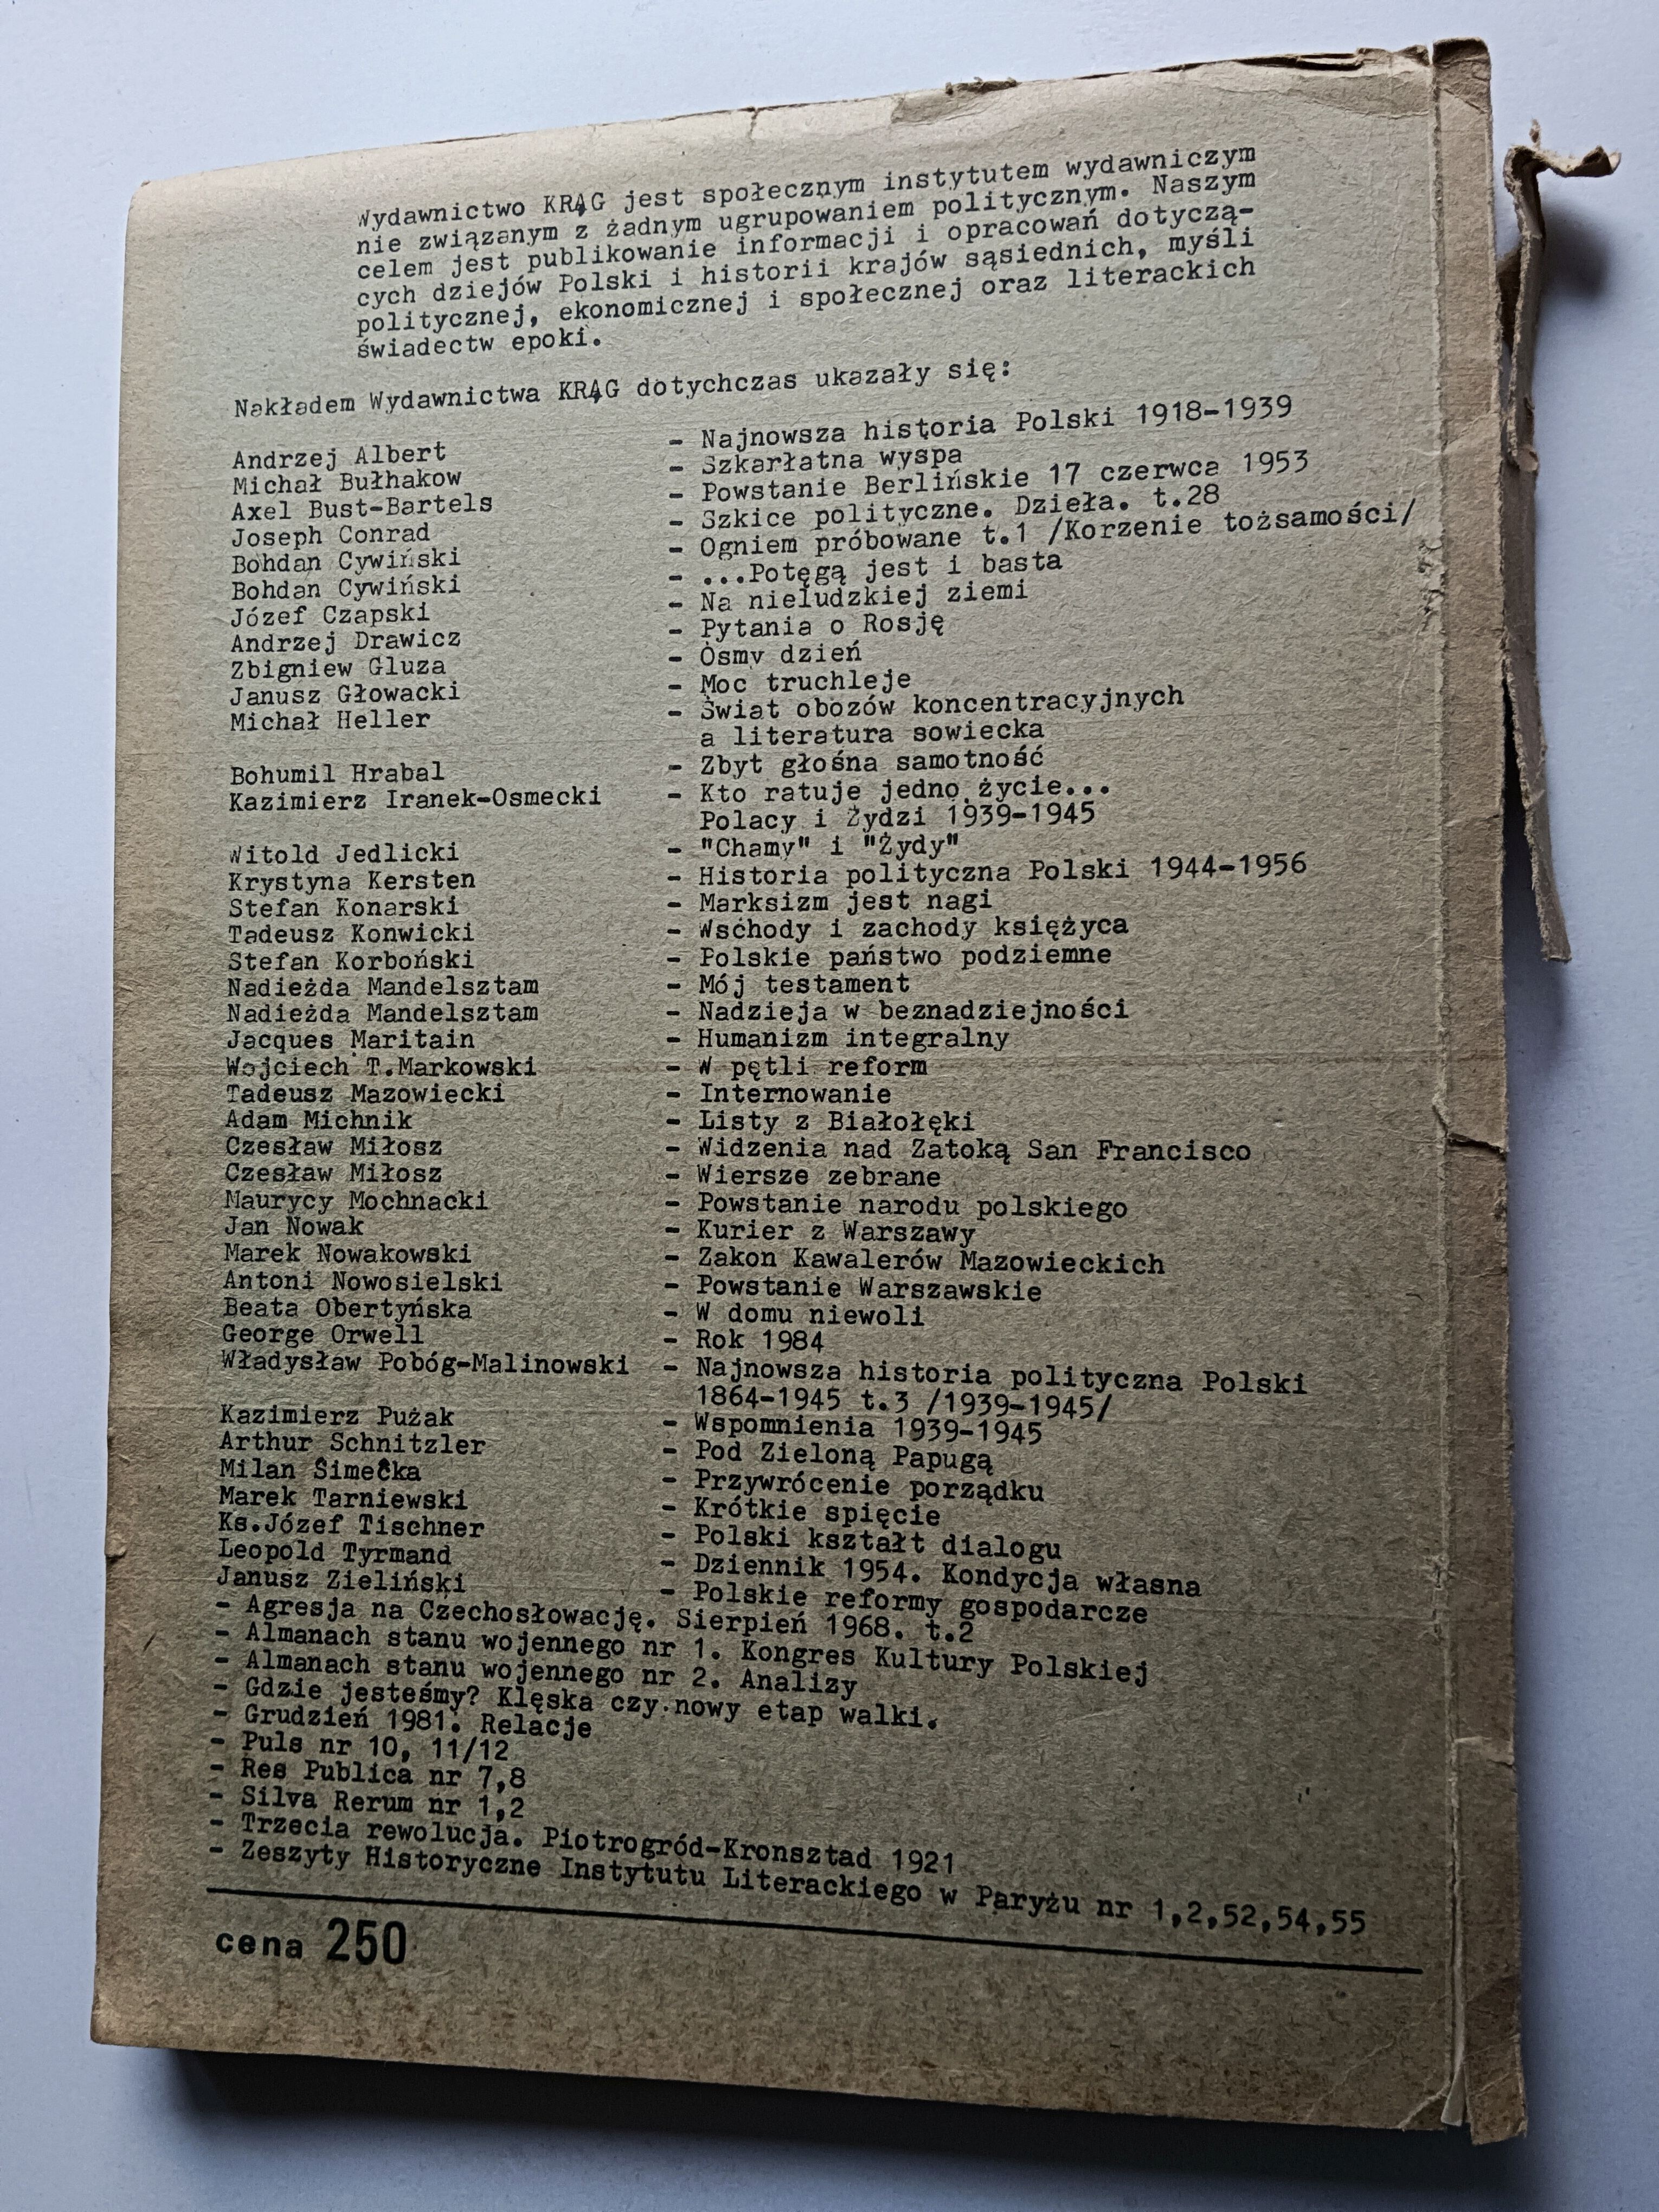 Wydawnictwo KRĄG jest społecznym instytutem wydawniczym
nie związanym z żadnym ugrupowaniem politycznym. Naszym
celem jest publikowanie informacji i opracowań dotyczą-
cych dziejów Polski i historii krajów sąsiednich, myśli
politycznej, ekonomicznej i społecznej oraz literackich
świadectw epoki.
Nakładem Wydawnictwa KRĄG dotychczas ukazały się:
Andrzej Albert - Najnowsza historia Polski 1918-1939
Michał Bułhakow - Szkarłatna wyspa
Axel Bust-Bartels - Powstanie Berlińskie 17 czerwca 1953
Joseph Conrad - Szkice polityczne. Dzieła. t.28
Bohdan Cywiński - Ogniem próbowane t.1 /Korzenie tożsamości/
Bohdan Cywiński - ...Potęgą jest i basta
Józef Czapski - Na nieludzkiej ziemi
Andrzej Drawicz - Pytania o Rosję
Zbigniew Gluza - Ósmy dzień
Janusz Głowacki - Moc truchleje
Michał Heller - Świat obozów koncentracyjnych
a literatura sowiecka
Bohumil Hrabal - Zbyt głośna samotność
Kazimierz Iranek-Osmecki - Kto ratuje jedno życie...
Polacy i Żydzi 1939-1945
Witold Jedlicki - "Chamy" i "Żydy"
Krystyna Kersten - Historia polityczna Polski 1944-1956
Stefan Konarski - Marksizm jest nagi
Tadeusz Konwicki - Wschody i zachody księżyca
Stefan Korboński - Polskie państwo podziemne
Nadieżda Mandelsztam - Mój testament
Nadieżda Mandelsztam - Nadzieja w beznadziejności
Jacques Maritain - Humanizm integralny
Wojciech T.Markowski - W pętli reform
Tadeusz Mazowiecki - Internowanie
Adam Michnik - Listy z Białołęki
Czesław Miłosz - Widzenia nad Zatoką San Francisco
Czesław Miłosz - Wiersze zebrane
Maurycy Mochnacki - Powstanie narodu polskiego
Jan Nowak - Kurier z Warszawy
Marek Nowakowski - Zakon Kawalerów Mazowieckich
Antoni Nowosielski - Powstanie Warszawskie
Beata Obertyńska - W domu niewoli
George Orwell - Rok 1984
Władysław Pobóg-Malinowski - Najnowsza historia polityczna Polski
1864-1945 t.3 /1939-1945/
Kazimierz Pużak - Wspomnienia 1939-1945
Arthur Schnitzler - Pod Zieloną Papugą
Milan Šimečka - Przywrócenie porządku
Marek Tarniewski - Krótkie spięcie
Ks.Józef Tischner - Polski kształt dialogu
Leopold Tyrmand - Dziennik 1954. Kondycja własna
Janusz Zieliński - Polskie reformy gospodarcze
- Agresja na Czechosłowację. Sierpień 1968. t.2
- Almanach stanu wojennego nr 1. Kongres Kultury Polskiej
- Almanach stanu wojennego nr 2. Analizy
- Gdzie jesteśmy? Klęska czy nowy etap walki.
- Grudzień 1981. Relacje
- Puls nr 10, 11/12
- Res Publica nr 7,8
- Silva Rerum nr 1,2
- Trzecia rewolucja. Piotrogród-Kronsztad 1921
- Zeszyty Historyczne Instytutu Literackiego w Paryżu nr 1,2,52,54,55
cena 250